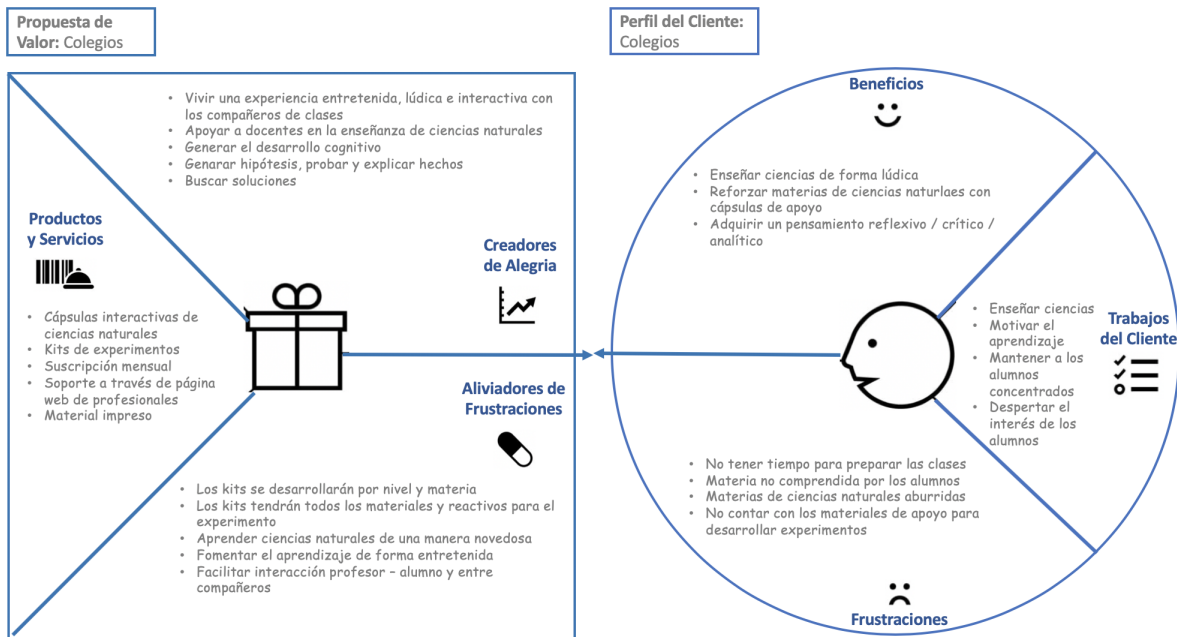 Propuesta de
Valor: Colegios
• Vivir una experiencia entretenida, lúdica e interactiva con
los compañeros de clases
• Apoyar a docentes en la enseñanza de ciencias naturales
• Generar el desarrollo cognitivo
• Genarar hipótesis, probar y explicar hechos
• Buscar soluciones
Productos
y Servicios
• Cápsulas interactivas de
ciencias naturales
• Kits de experimentos
• Suscripción mensual
• Soporte a través de página
web de profesionales
• Material impreso
Creadores
de Alegria
Aliviadores de
Frustraciones
• Los kits se desarrollarán por nivel y materia
• Los kits tendrán todos los materiales y reactivos para el
experimento
• Aprender ciencias naturales de una manera novedosa
• Fomentar el aprendizaje de forma entretenida
• Facilitar interacción profesor – alumno y entre
compañeros
Perfil del Cliente:
Colegios
Beneficios
• Enseñar ciencias de forma lúdica
• Reforzar materias de ciencias naturlaes con
cápsulas de apoyo
• Adquirir un pensamiento reflexivo / crítico /
analítico
• Enseñar ciencias
• Motivar el
aprendizaje
• Mantener a los
alumnos
concentrados
• Despertar el
interés de los
alumnos
Trabajos
del Cliente
• No tener tiempo para preparar las clases
• Materia no comprendida por los alumnos
• Materias de ciencias naturales aburridas
• No contar con los materiales de apoyo para
desarrollar experimentos
Frustraciones